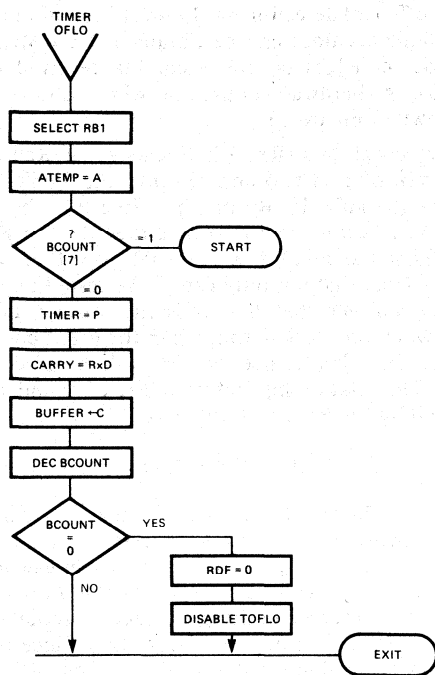 TIMER
OFLO
SELECT RB1
ATEMP = A
?
BCOUNT
[7]
= 1
START
= 0
TIMER = P
CARRY = RxD
BUFFER ←C
DEC BCOUNT
BCOUNT
=
0
YES
RDF = 0
NO
DISABLE TOFLO
EXIT